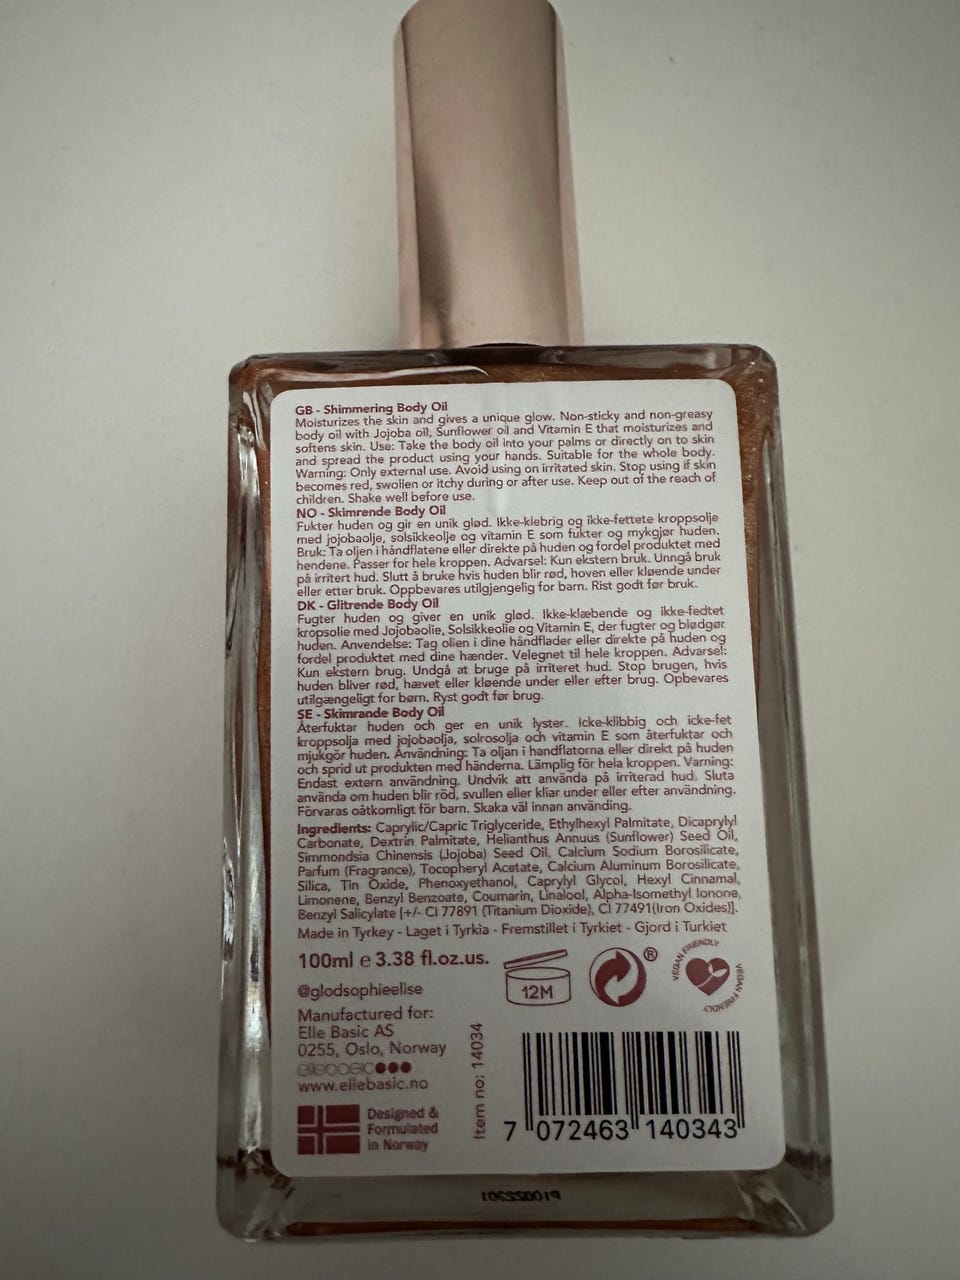 GB - Shimmering Body Oil
Moisturizes the skin and gives a unique glow. Non-sticky and non-greasy
body oil with Jojoba oil, Sunflower oil and Vitamin E that moisturizes and
softens skin. Use: Take the body oil into your palms or directly on to skin
and spread the product using your hands. Suitable for the whole body.
Warning: Only external use. Avoid using on irritated skin. Stop using if skin
becomes red, swollen or itchy during or after use. Keep out of the reach of
children. Shake well before use.
NO - Skimrende Body Oil
Fukter huden og gir en unik glød. Ikke-klebrig og ikke-fettete kroppsolje
med jojobaolje, solsikkeolje og vitamin E som fukter og mykgjør huden.
Bruk: Ta oljen i håndflatene eller direkte på huden og fordel produktet med
hendene. Passer for hele kroppen. Advarsel: Kun ekstern bruk. Unngå bruk
på irritert hud. Slutt å bruke hvis huden blir rød, hoven eller kløende under
eller etter bruk. Oppbevares utilgjengelig for barn. Rist godt før bruk.
DK - Glitrende Body Oil
Fugter huden og giver en unik glød. Ikke-klæbende og ikke-fedtet
kropsolie med Jojobaolie, Solsikkeolie og Vitamin E, der fugter og blødgør
huden. Anvendelse: Tag olien i dine håndflader eller direkte på huden og
fordel produktet med dine hænder. Velegnet til hele kroppen. Advarsel:
Kun ekstern brug. Undgå at bruge på irriteret hud. Stop brugen, hvis
huden bliver rød, hævet eller kløende under eller efter brug. Opbevares
utilgængeligt for børn. Ryst godt før brug.
SE - Skimrande Body Oil
Återfuktar huden och ger en unik lyster. Icke-klibbig och icke-fet
kroppsolja med jojobaolja, solrosolja och vitamin E som återfuktar och
mjukgör huden. Användning: Ta oljan i handflatorna eller direkt på huden
och sprid ut produkten med händerna. Lämplig för hela kroppen. Varning:
Endast extern användning. Undvik att använda på irriterad hud. Sluta
använda om huden blir röd, svullen eller kliar under eller efter användning.
Förvaras oåtkomligt för barn. Skaka väl innan använding.
Ingredients: Caprylic/Capric Triglyceride, Ethylhexyl Palmitate, Dicaprylyl
Carbonate, Dextrin Palmitate, Helianthus Annuus (Sunflower) Seed Oil,
Simmondsia Chinensis (Jojoba) Seed Oil, Calcium Sodium Borosilicate,
Parfum (Fragrance), Tocopheryl Acetate, Calcium Aluminum Borosilicate,
Silica, Tin Oxide, Phenoxyethanol, Caprylyl Glycol, Hexyl Cinnamal,
Limonene, Benzyl Benzoate, Coumarin, Linalool, Alpha-Isomethyl Ionone,
Benzyl Salicylate [+/- CI 77891 (Titanium Dioxide), CI 77491(Iron Oxides)].
Made in Tyrkey - Laget i Tyrkia - Fremstillet i Tyrkiet - Gjord i Turkiet
100ml e 3.38 fl.oz.us.
12M
®
VEGAN FRIENDLY
VEGAN FRIENDLY
@glodsophieelise
Manufactured for:
Elle Basic AS
0255, Oslo, Norway
ellebasic
www.ellebasic.no
Designed &
Formulated
in Norway
Item no: 14034
7 072463 140343